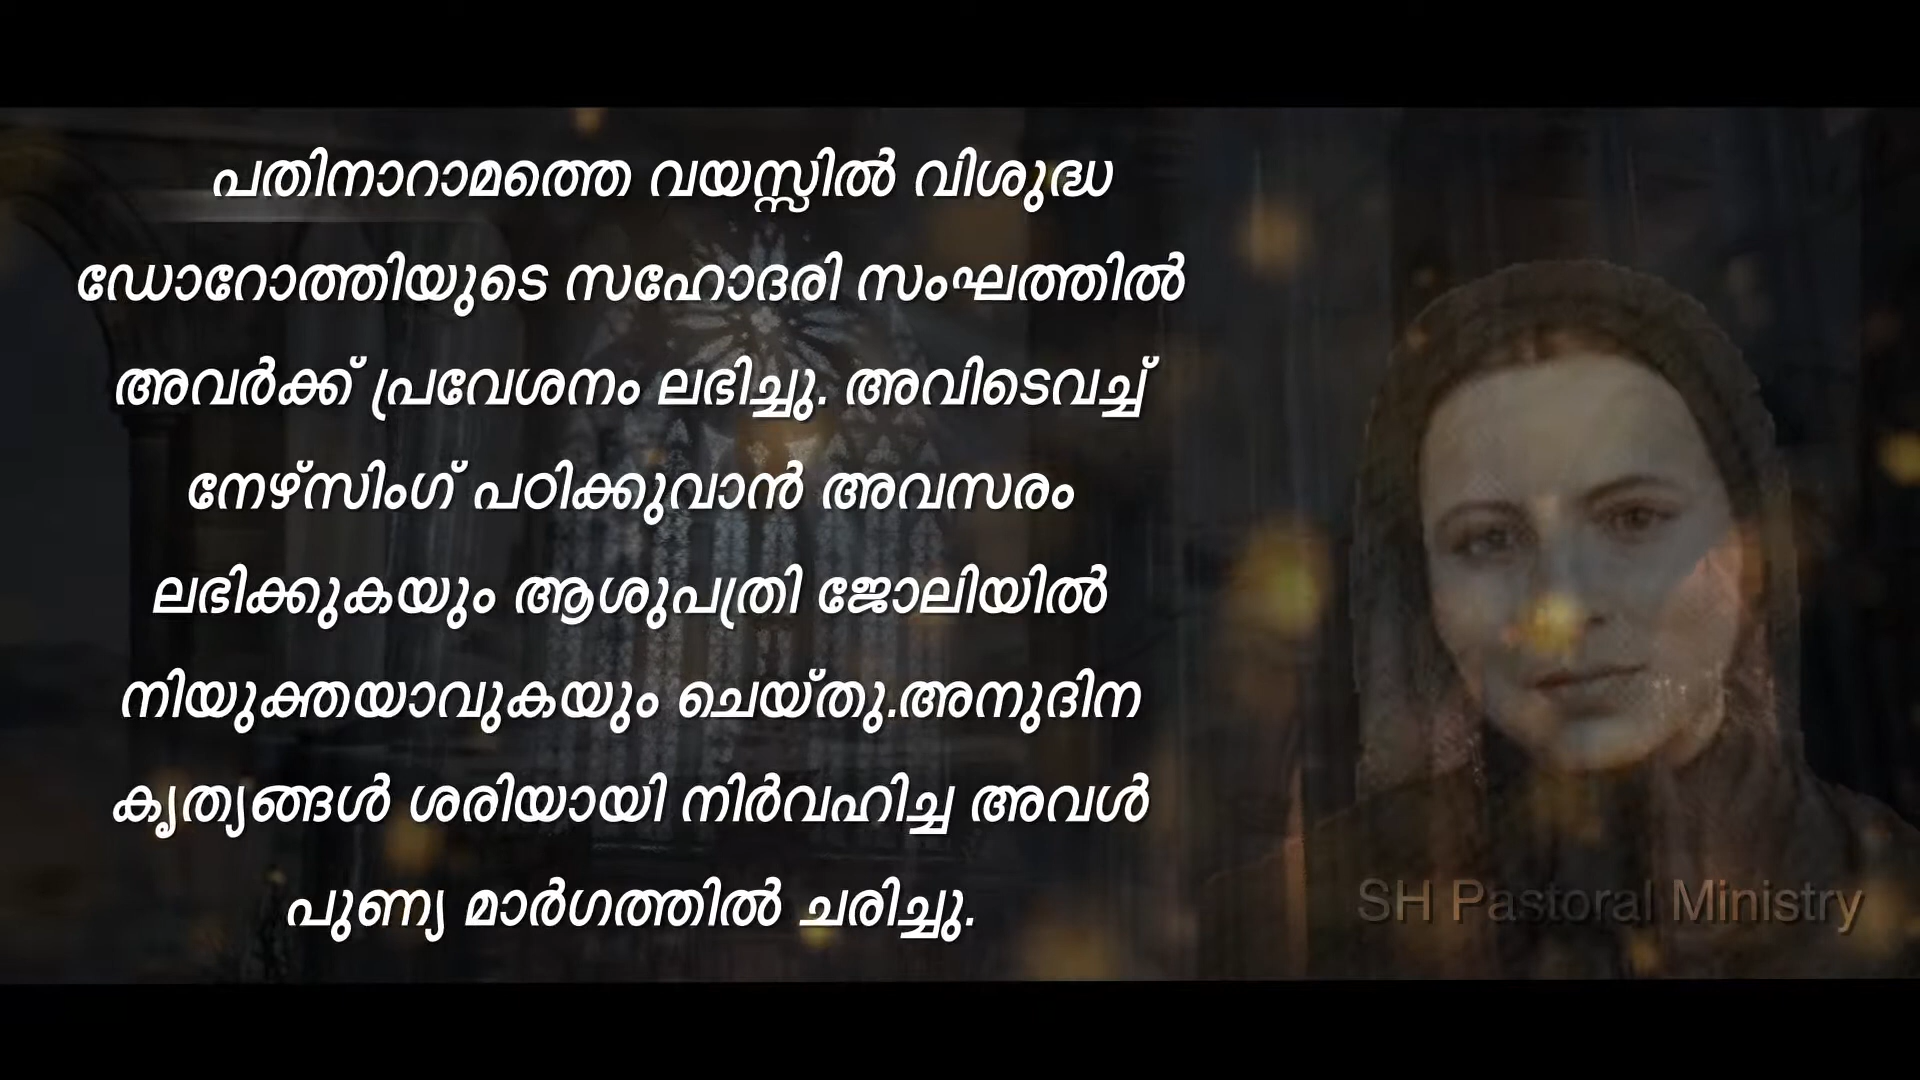 പതിനാറാമത്തെ വയസ്സിൽ വിശുദ്ധ
ഡോറോത്തിയുടെ സഹോദരി സംഘത്തിൽ
അവർക്ക് പ്രവേശനം ലഭിച്ചു. അവിടെവച്ച്
നേഴ്സിംഗ് പഠിക്കുവാൻ അവസരം
ലഭിക്കുകയും ആശുപത്രി ജോലിയിൽ
നിയുക്തയാവുകയും ചെയ്തു.അനുദിന
കൃത്യങ്ങൾ ശരിയായി നിർവഹിച്ച അവൾ
പുണ്യ മാർഗത്തിൽ ചരിച്ചു.
SH Pastoral Ministry